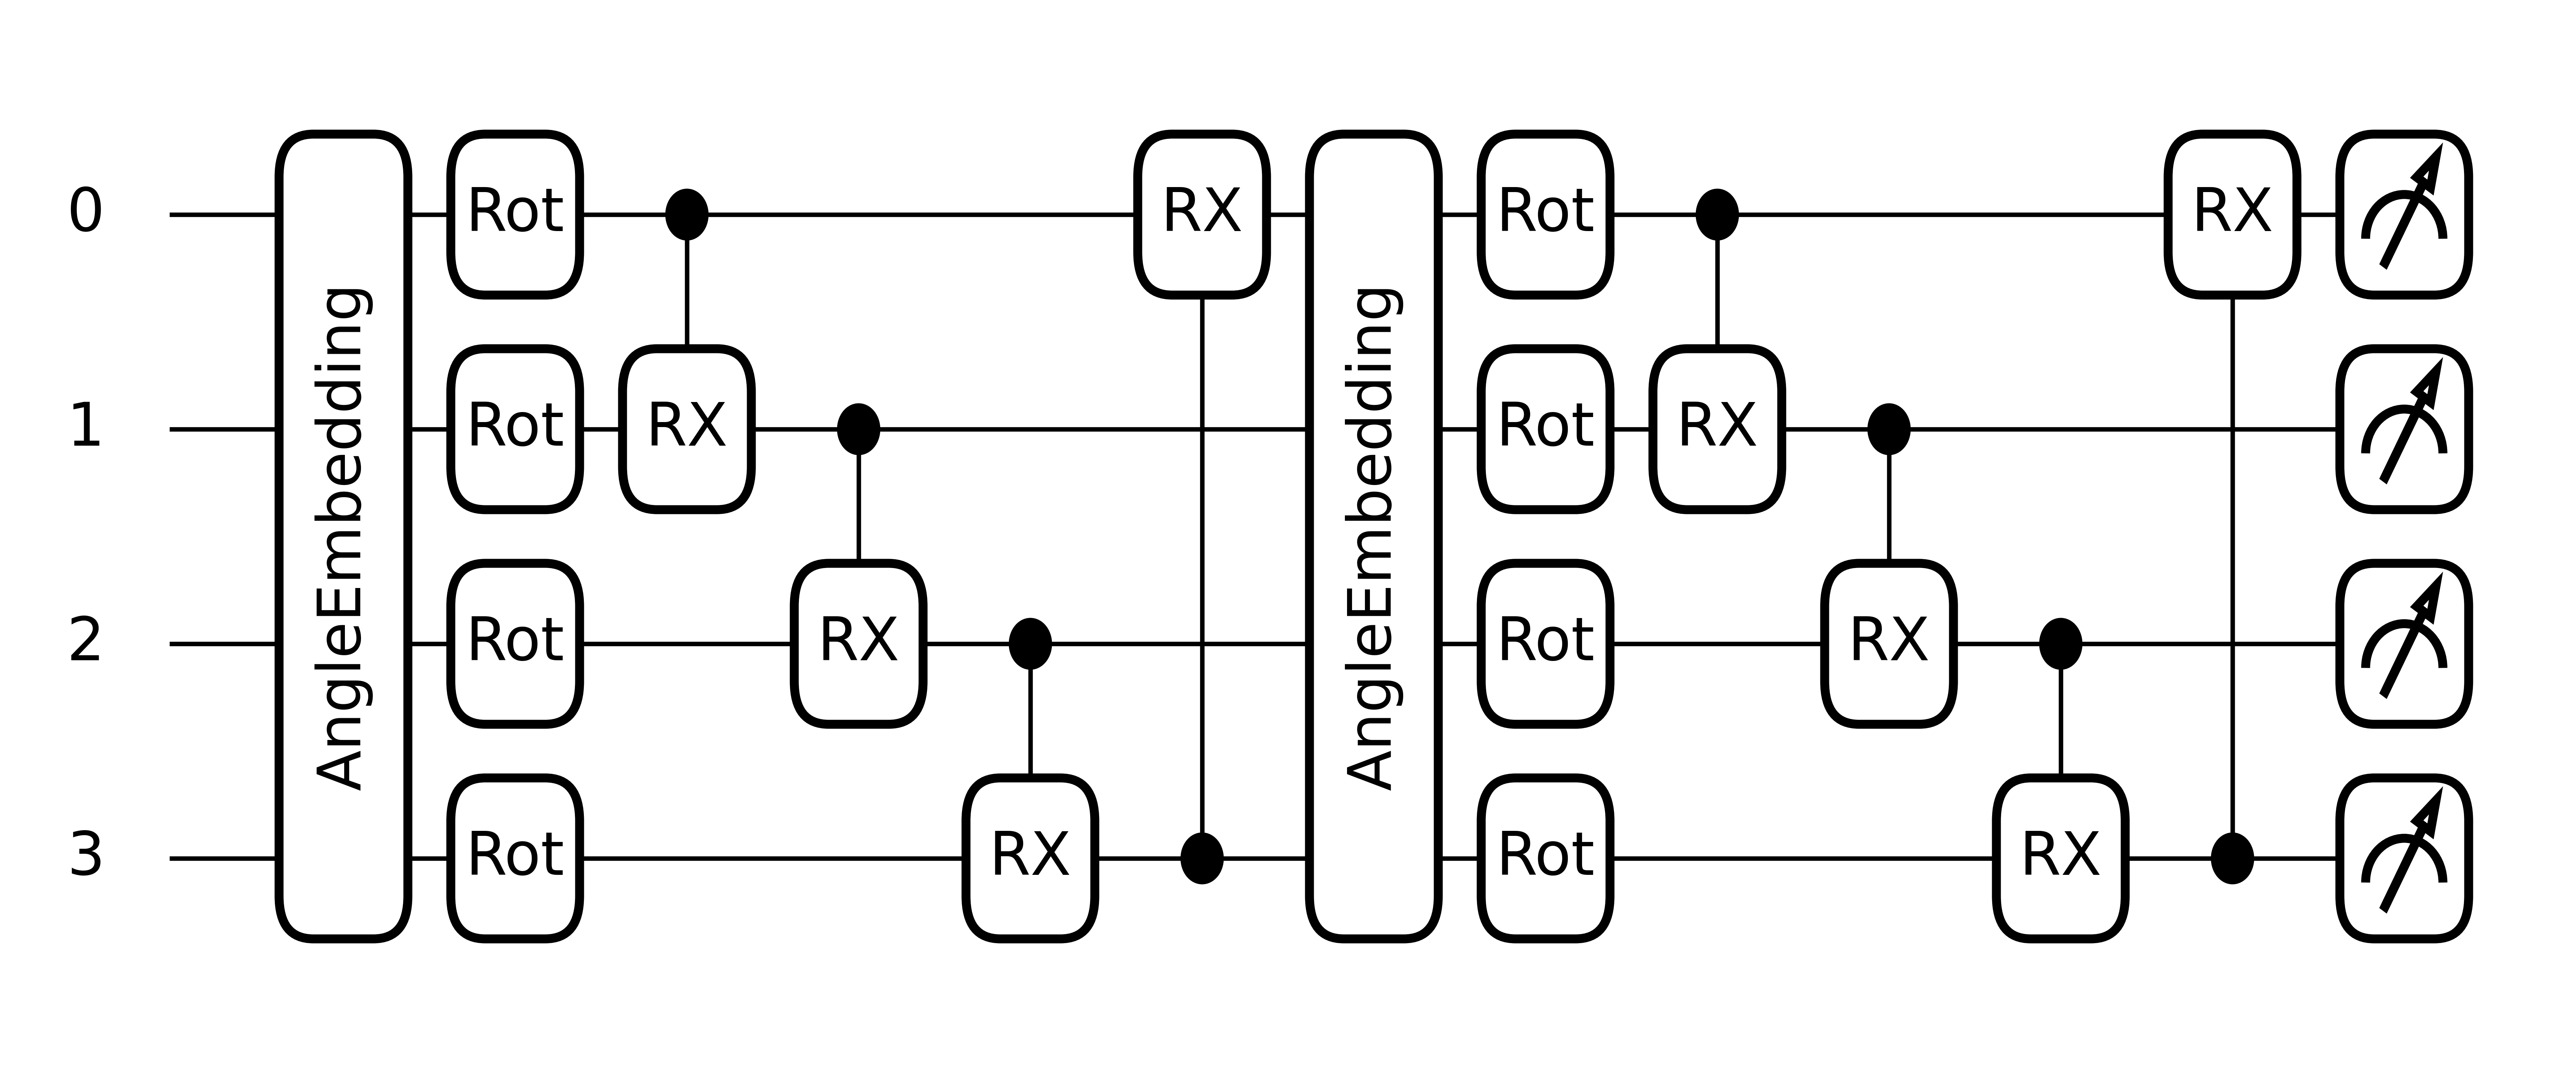 0 Rot RX Rot RX
1 Rot RX Rot RX
AngleEmbedding AngleEmbedding
2 Rot RX Rot RX
3 Rot RX Rot RX